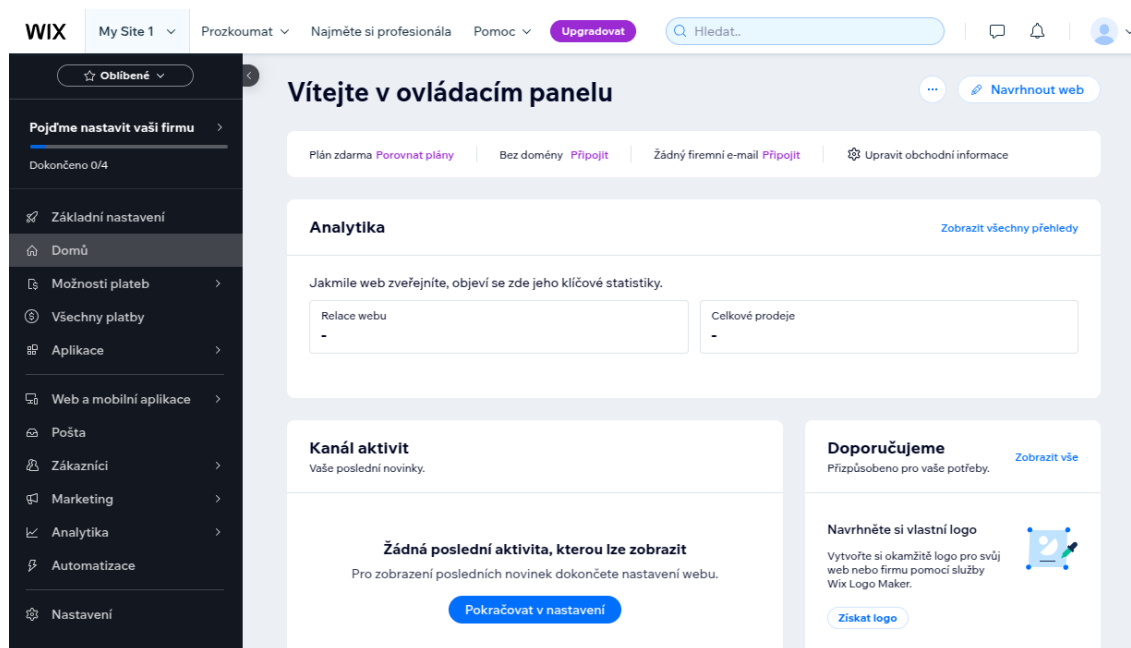 WIX
My Site 1
Prozkoumat
Najměte si profesionála
Pomoc
Upgradovat
Hledat..
Oblíbené
Pojďme nastavit vaši firmu
Dokončeno 0/4
Základní nastavení
Domů
Možnosti plateb
Všechny platby
Aplikace
Web a mobilní aplikace
Pošta
Zákazníci
Marketing
Analytika
Automatizace
Nastavení
Vítejte v ovládacím panelu
Navrhnout web
Plán zdarma Porovnat plány
Bez domény Připojit
Žádný firemní e-mail Připojit
Upravit obchodní informace
Analytika
Zobrazit všechny přehledy
Jakmile web zveřejníte, objeví se zde jeho klíčové statistiky.
Relace webu
-
Celkové prodeje
-
Kanál aktivit
Vaše poslední novinky.
Žádná poslední aktivita, kterou lze zobrazit
Pro zobrazení posledních novinek dokončete nastavení webu.
Pokračovat v nastavení
Doporučujeme
Přizpůsobeno pro vaše potřeby.
Zobrazit vše
Navrhněte si vlastní logo
Vytvořte si okamžitě logo pro svůj
web nebo firmu pomocí služby
Wix Logo Maker.
Získat logo